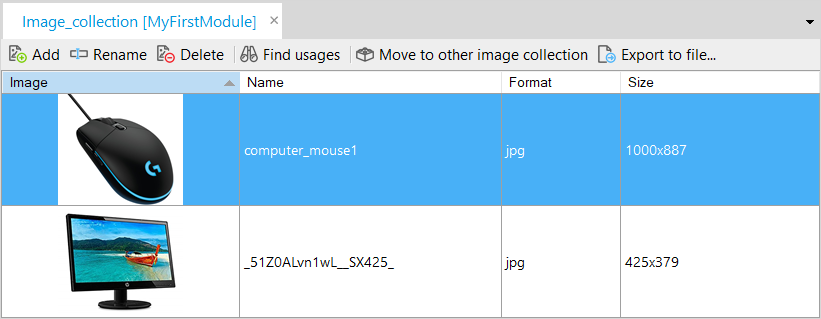 Image_collection [MyFirstModule] ×
Add Rename Delete Find usages Move to other image collection Export to file...
Image Name Format Size
computer_mouse1 jpg 1000x887
_51Z0ALvn1wL__SX425_ jpg 425x379